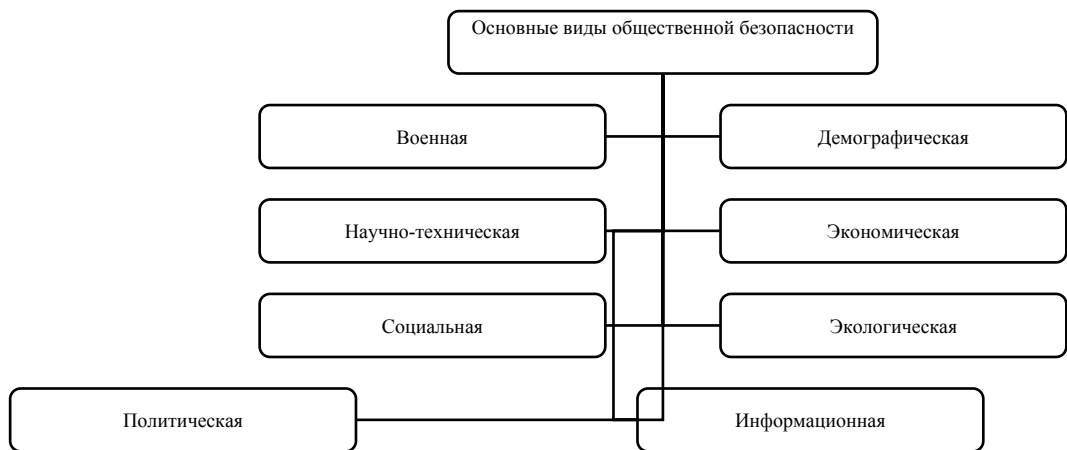 Основные виды общественной безопасности
Военная
Демографическая
Научно-техническая
Экономическая
Социальная
Экологическая
Политическая
Информационная